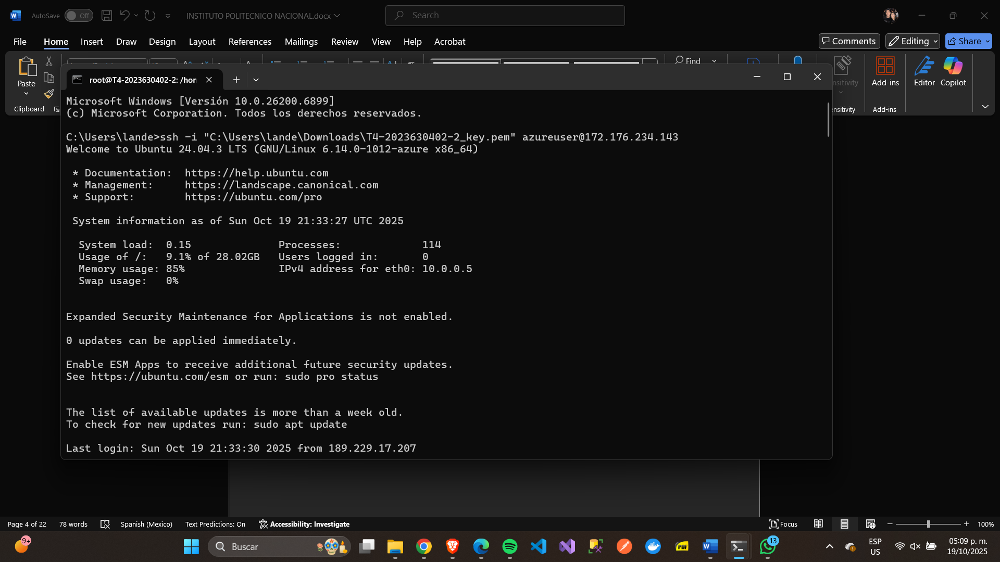 AutoSave Off INSTITUTO POLITECNICO NACIONAL.docx Search
File Home Insert Draw Design Layout References Mailings Review View Help Acrobat Comments Editing Share
Paste Find Add-ins Editor Copilot
Clipboard Add-ins
root@T4-2023630402-2: /hon
Microsoft Windows [Versión 10.0.26200.6899]
(c) Microsoft Corporation. Todos los derechos reservados.
C:\Users\lande>ssh -i "C:\Users\lande\Downloads\T4-2023630402-2_key.pem" azureuser@172.176.234.143
Welcome to Ubuntu 24.04.3 LTS (GNU/Linux 6.14.0-1012-azure x86_64)
* Documentation: https://help.ubuntu.com
* Management: https://landscape.canonical.com
* Support: https://ubuntu.com/pro
System information as of Sun Oct 19 21:33:27 UTC 2025
System load: 0.15 Processes: 114
Usage of /: 9.1% of 28.02GB Users logged in: 0
Memory usage: 85% IPv4 address for eth0: 10.0.0.5
Swap usage: 0%
Expanded Security Maintenance for Applications is not enabled.
0 updates can be applied immediately.
Enable ESM Apps to receive additional future security updates.
See https://ubuntu.com/esm or run: sudo pro status
The list of available updates is more than a week old.
To check for new updates run: sudo apt update
Last login: Sun Oct 19 21:33:30 2025 from 189.229.17.207
Page 4 of 22 78 words Spanish (Mexico) Text Predictions: On Accessibility: Investigate Focus 100%
9+ Buscar PDF 13 ESP US 05:09 p. m.
19/10/2025